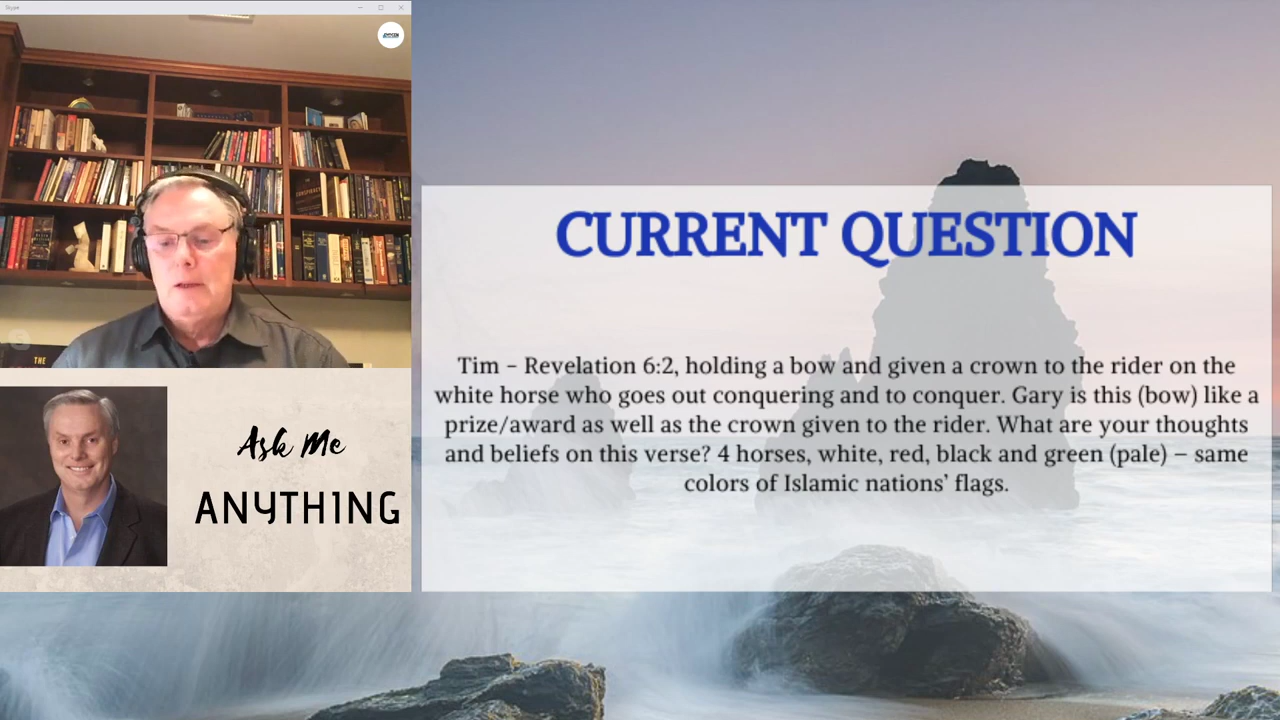 Skype
THE
CONSPIRACY
Ask Me
ANYTHING
CURRENT QUESTION
Tim – Revelation 6:2, holding a bow and given a crown to the rider on the
white horse who goes out conquering and to conquer. Gary is this (bow) like a
prize/award as well as the crown given to the rider. What are your thoughts
and beliefs on this verse? 4 horses, white, red, black and green (pale) – same
colors of Islamic nations’ flags.